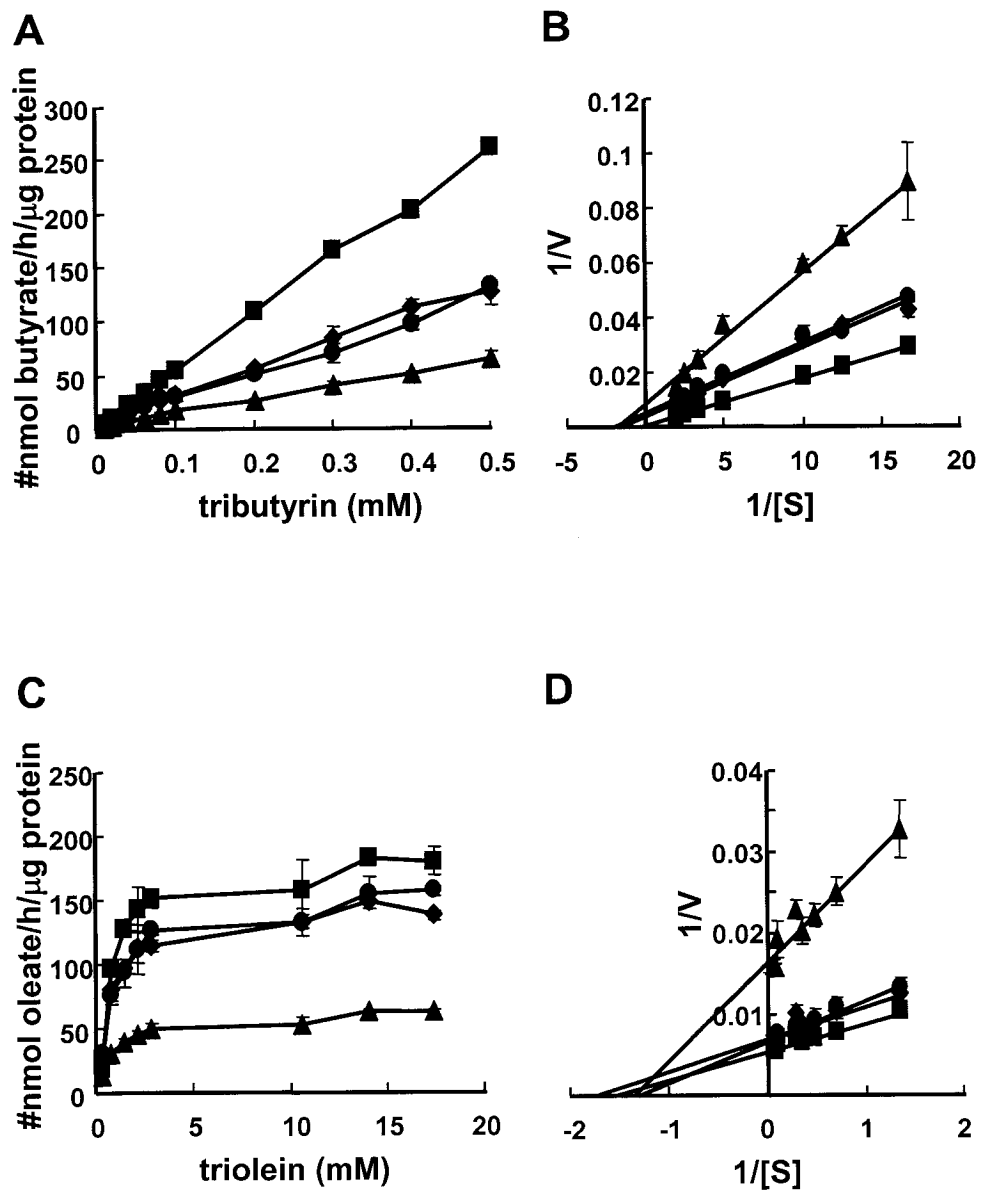 A
#nmol butyrate/h/µg protein
300
250
200
150
100
50
0
0 0.1 0.2 0.3 0.4 0.5
tributyrin (mM)
B
1/V
0.12
0.1
0.08
0.06
0.04
0.02
-5 0 5 10 15 20
1/[S]
C
#nmol oleate/h/µg protein
250
200
150
100
50
0
0 5 10 15 20
triolein (mM)
D
1/V
0.04
0.03
0.02
0.01
-2 -1 0 1 2
1/[S]